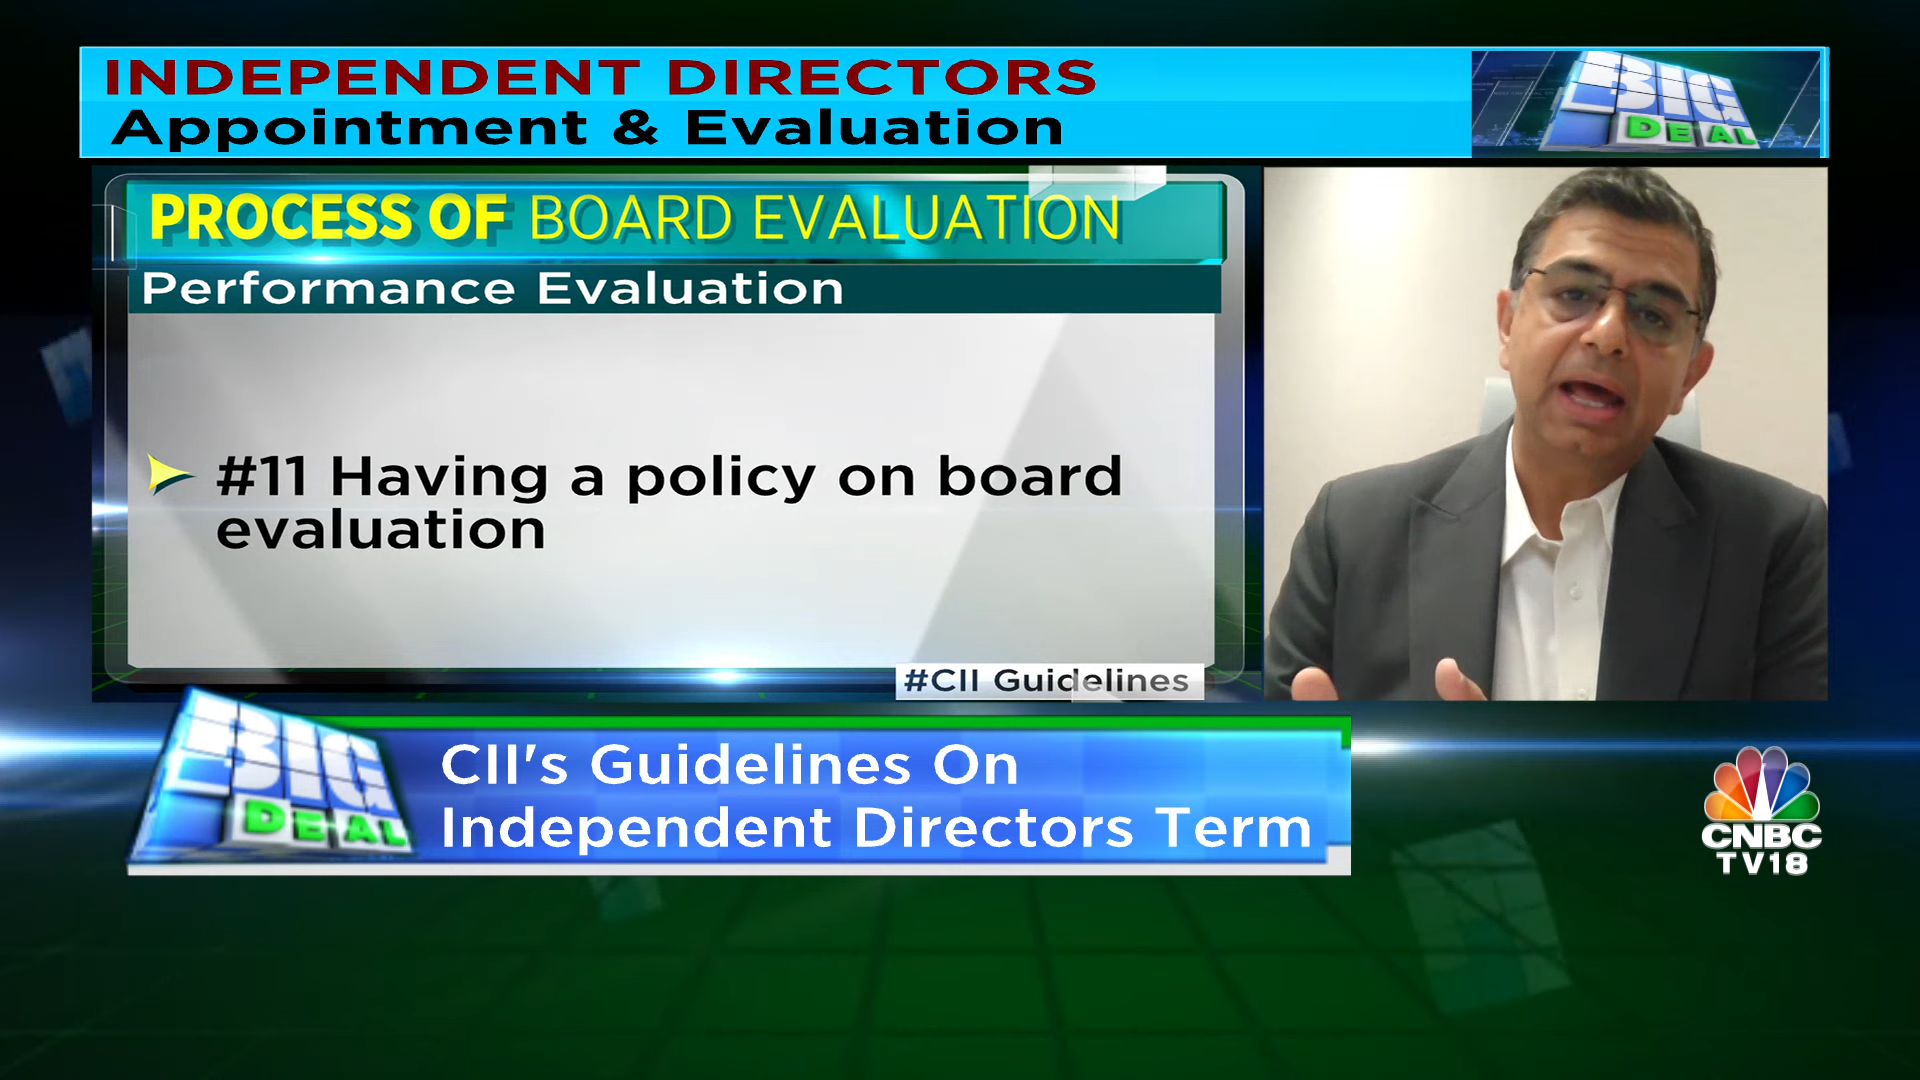 INDEPENDENT DIRECTORS
Appointment & Evaluation
BIG
DEAL
PROCESS OF BOARD EVALUATION
Performance Evaluation
#11 Having a policy on board
evaluation
#CII Guidelines
BIG
DEAL
CII's Guidelines On
Independent Directors Term
CNBC
TV18